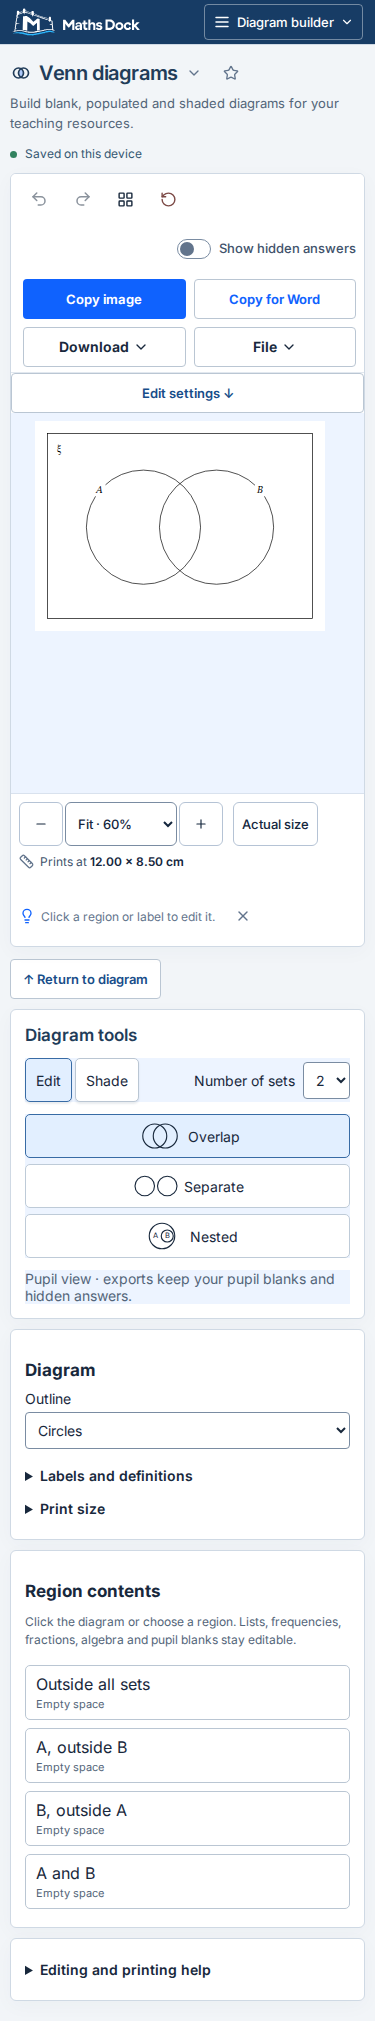 Maths Dock
Diagram builder
Venn diagrams
Build blank, populated and shaded diagrams for your
teaching resources.
Saved on this device
Show hidden answers
Copy image
Copy for Word
Download
File
Edit settings ↓
ξ
A
B
Fit · 60%
Actual size
Prints at 12.00 × 8.50 cm
Click a region or label to edit it.
↑ Return to diagram
Diagram tools
Edit
Shade
Number of sets
2
Overlap
Separate
A B
Nested
Pupil view · exports keep your pupil blanks and
hidden answers.
Diagram
Outline
Circles
Labels and definitions
Print size
Region contents
Click the diagram or choose a region. Lists, frequencies,
fractions, algebra and pupil blanks stay editable.
Outside all sets
Empty space
A, outside B
Empty space
B, outside A
Empty space
A and B
Empty space
Editing and printing help